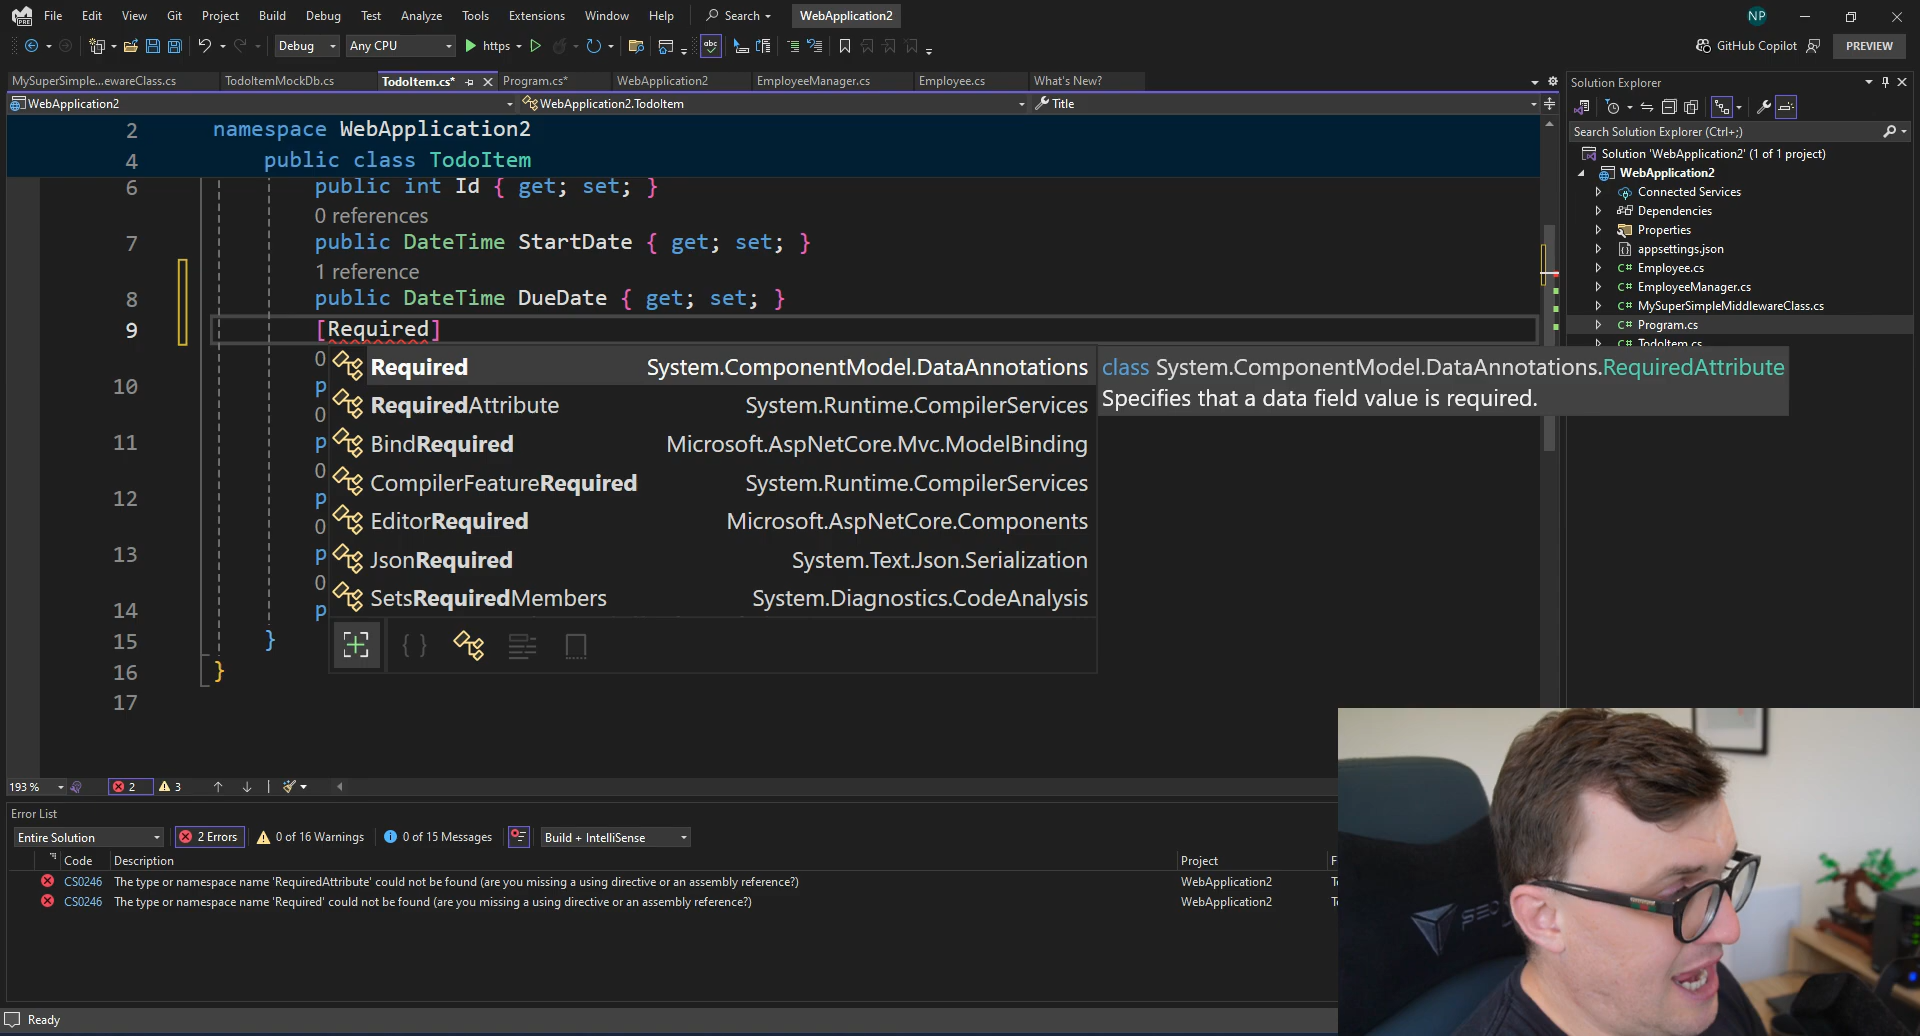 File Edit View Git Project Build Debug Test Analyze Tools Extensions Window Help Search WebApplication2 NP
Debug Any CPU https GitHub Copilot PREVIEW
MySuperSimple...ewareClass.cs TodoItemMockDb.cs TodoItem.cs* Program.cs* WebApplication2 EmployeeManager.cs Employee.cs What's New?
WebApplication2 WebApplication2.TodoItem Title
2 namespace WebApplication2
4 public class TodoItem
6 public int Id { get; set; }
0 references
7 public DateTime StartDate { get; set; }
1 reference
8 public DateTime DueDate { get; set; }
9 [Required]
0
10 p
0
11 p
0
12 p
0
13 p
0
14 p
15 }
16 }
17
Required System.ComponentModel.DataAnnotations
RequiredAttribute System.Runtime.CompilerServices
BindRequired Microsoft.AspNetCore.Mvc.ModelBinding
CompilerFeatureRequired System.Runtime.CompilerServices
EditorRequired Microsoft.AspNetCore.Components
JsonRequired System.Text.Json.Serialization
SetsRequiredMembers System.Diagnostics.CodeAnalysis
class System.ComponentModel.DataAnnotations.RequiredAttribute
Specifies that a data field value is required.
Solution Explorer
Search Solution Explorer (Ctrl+;)
Solution 'WebApplication2' (1 of 1 project)
WebApplication2
Connected Services
Dependencies
Properties
appsettings.json
C# Employee.cs
C# EmployeeManager.cs
C# MySuperSimpleMiddlewareClass.cs
C# Program.cs
C# TodoItem.cs
193 % 2 3
Error List
Entire Solution 2 Errors 0 of 16 Warnings 0 of 15 Messages Build + IntelliSense
Code Description Project F
CS0246 The type or namespace name 'RequiredAttribute' could not be found (are you missing a using directive or an assembly reference?) WebApplication2 T
CS0246 The type or namespace name 'Required' could not be found (are you missing a using directive or an assembly reference?) WebApplication2 T
Ready